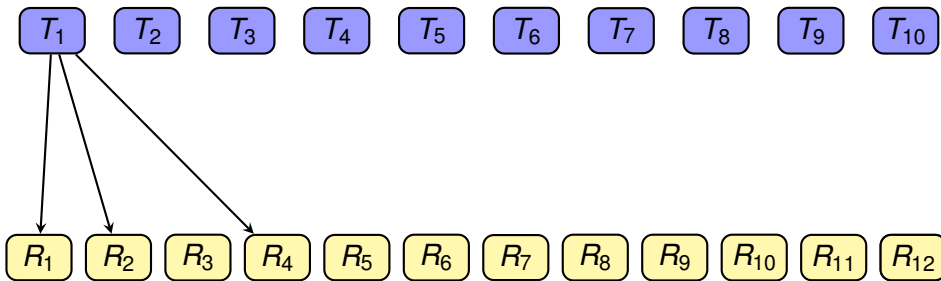 T₁ T₂ T₃ T₄ T₅ T₆ T₇ T₈ T₉ T₁₀
R₁ R₂ R₃ R₄ R₅ R₆ R₇ R₈ R₉ R₁₀ R₁₁ R₁₂